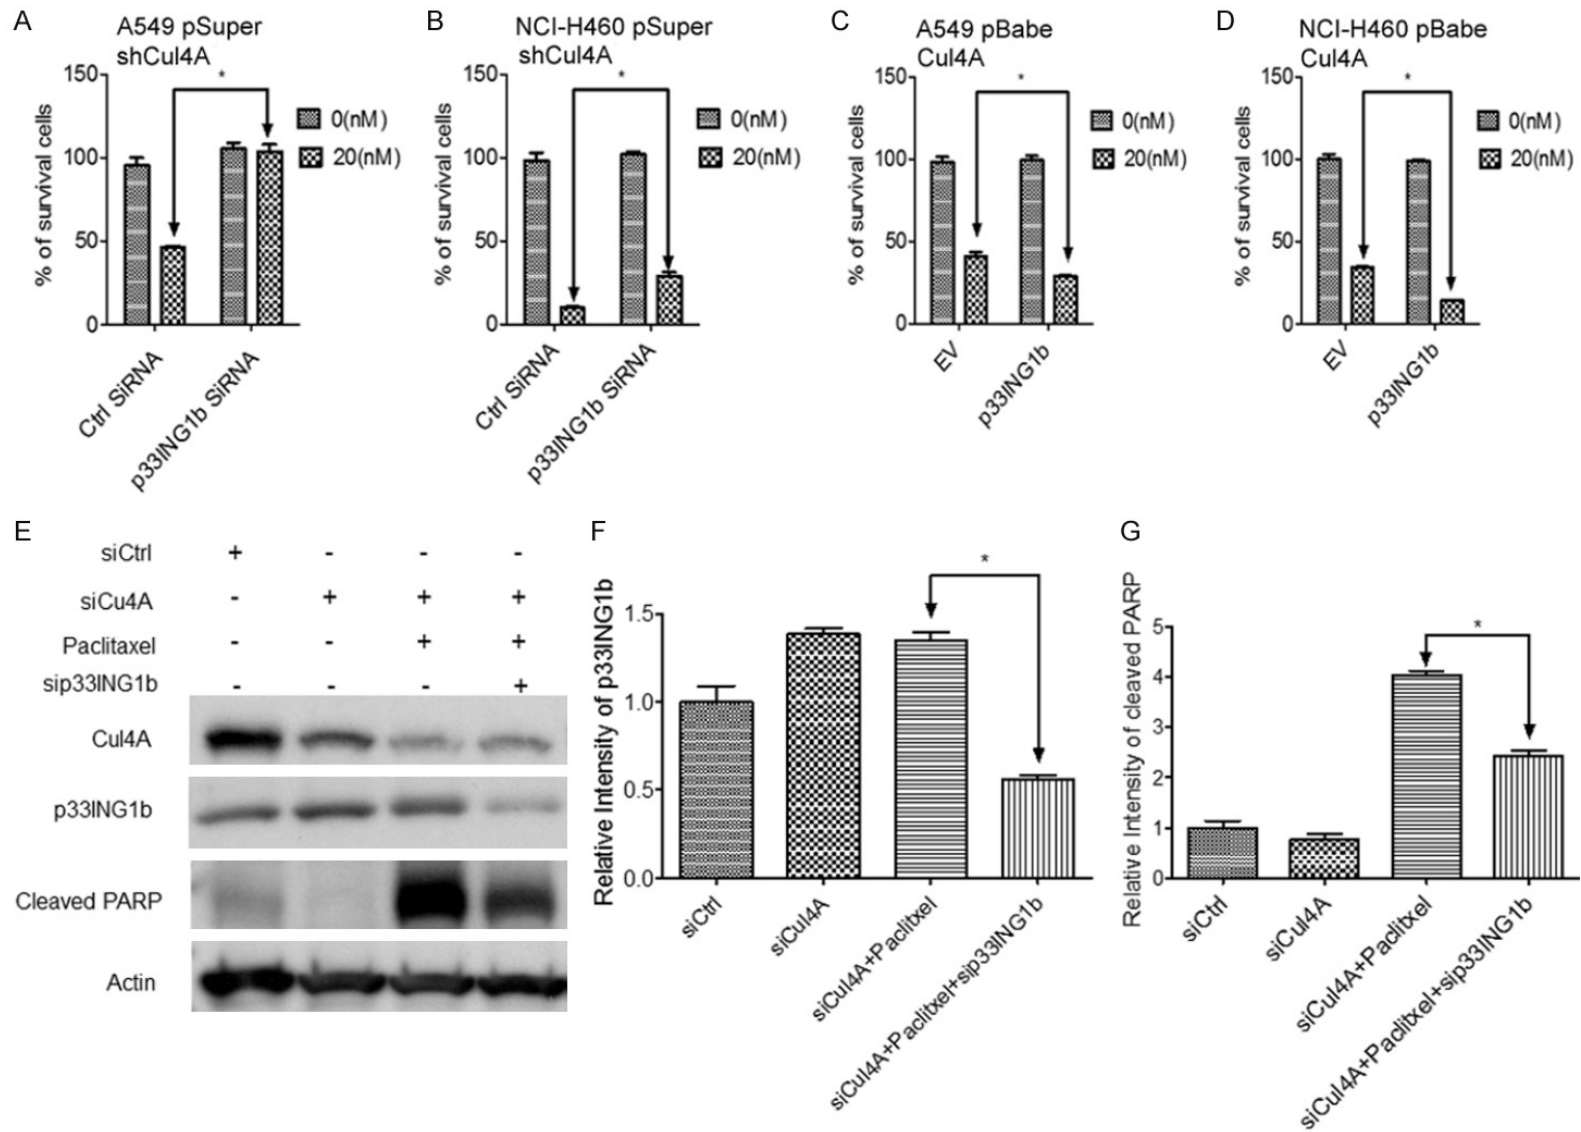 A
A549 pSuper
shCul4A
150
100
50
0
% of survival cells
*
0(nM)
20(nM)
Ctrl SiRNA
p33ING1b SiRNA
B
NCI-H460 pSuper
shCul4A
150
100
50
0
% of survival cells
*
0(nM)
20(nM)
Ctrl SiRNA
p33ING1b SiRNA
C
A549 pBabe
Cul4A
150
100
50
0
% of survival cells
*
0(nM)
20(nM)
EV
p33ING1b
D
NCI-H460 pBabe
Cul4A
150
100
50
0
% of survival cells
*
0(nM)
20(nM)
EV
p33ING1b
E
siCtrl + - - -
siCu4A - + + +
Paclitaxel - - + +
sip33ING1b - - - +
Cul4A
p33ING1b
Cleaved PARP
Actin
F
Relative Intensity of p33ING1b
1.5
1.0
0.5
0.0
*
siCtrl
siCul4A
siCul4A+Paclitxel
siCul4A+Paclitxel+sip33ING1b
G
Relative Intensity of cleaved PARP
5
4
3
2
1
0
*
siCtrl
siCul4A
siCul4A+Paclitxel
siCul4A+Paclitxel+sip33ING1b